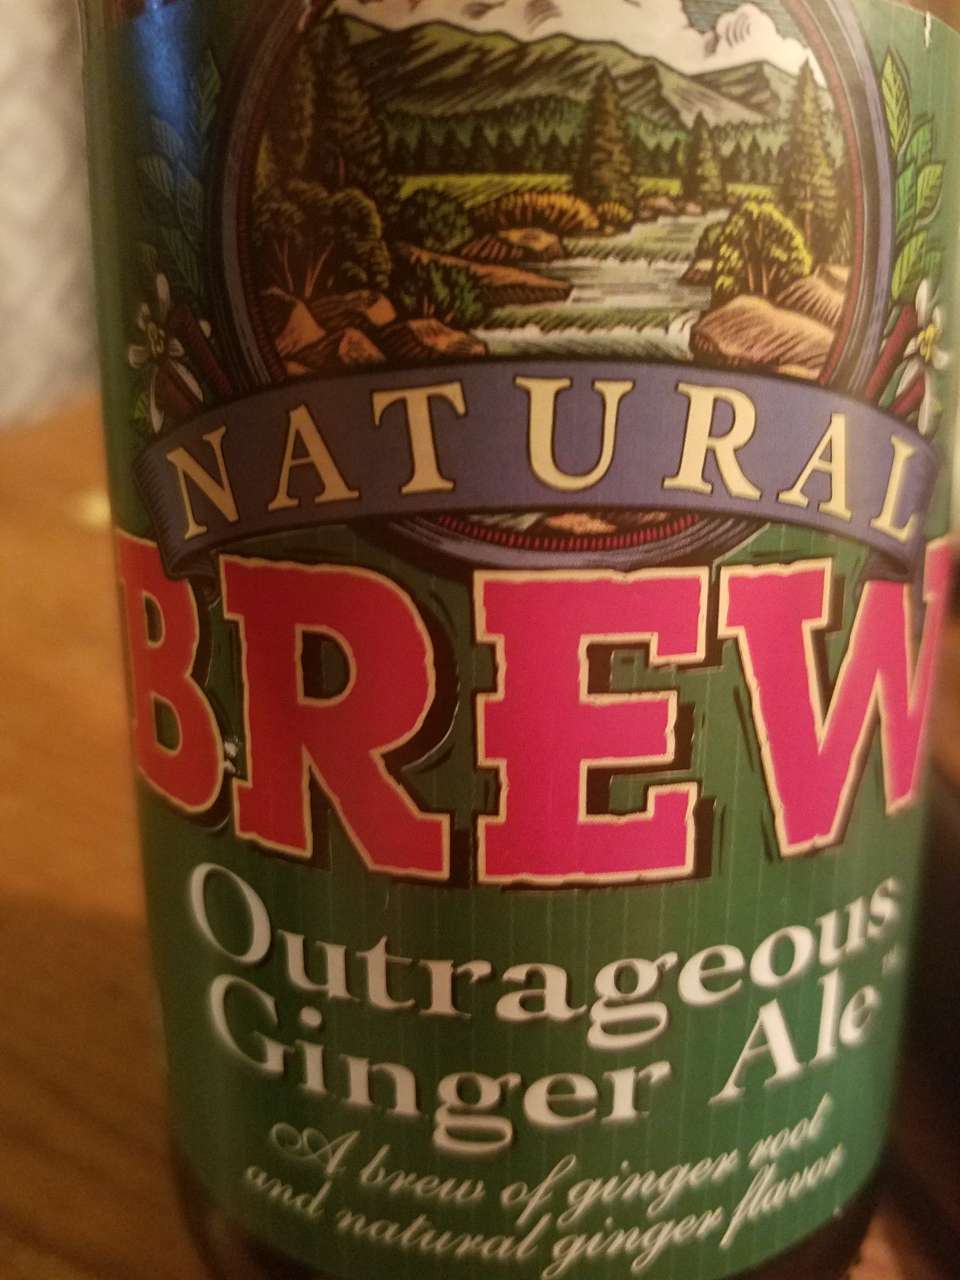 NATURAL
BREW
Outrageous
Ginger Ale
A brew of ginger root
and natural ginger flavor